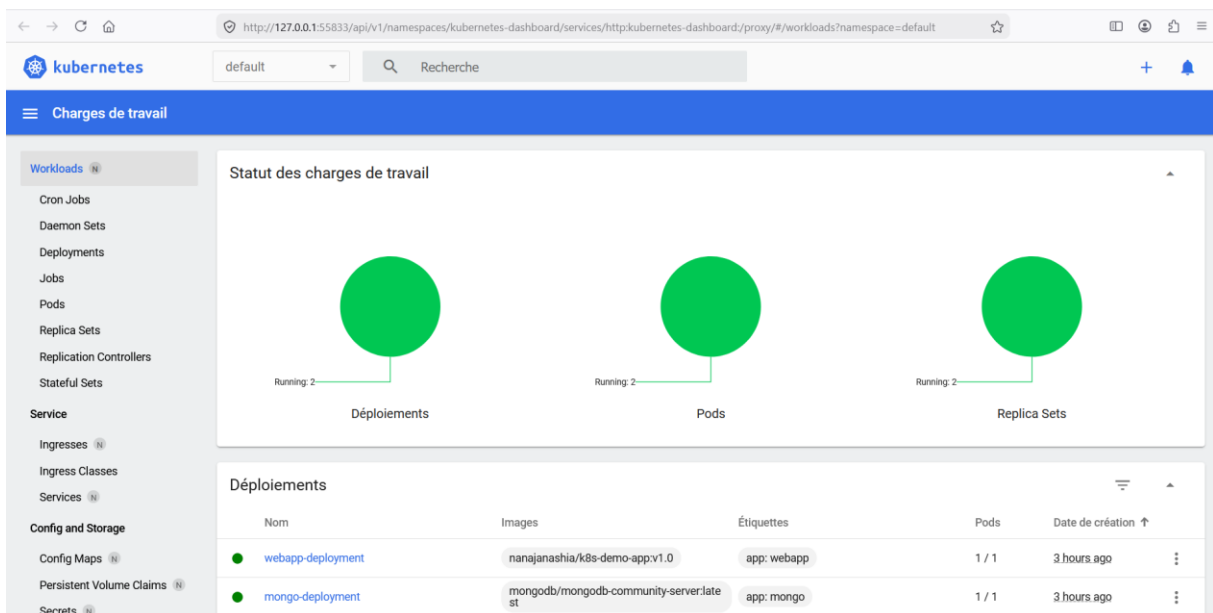 http://127.0.0.1:55833/api/v1/namespaces/kubernetes-dashboard/services/http:kubernetes-dashboard:/proxy/#/workloads?namespace=default
kubernetes
default
Recherche
Charges de travail
Workloads N
Cron Jobs
Daemon Sets
Deployments
Jobs
Pods
Replica Sets
Replication Controllers
Stateful Sets
Service
Ingresses N
Ingress Classes
Services N
Config and Storage
Config Maps N
Persistent Volume Claims N
Secrets N
Statut des charges de travail
Running: 2
Déploiements
Running: 2
Pods
Running: 2
Replica Sets
Déploiements
Nom Images Étiquettes Pods Date de création
webapp-deployment nanajanashia/k8s-demo-app:v1.0 app: webapp 1 / 1 3 hours ago
mongo-deployment mongodb/mongodb-community-server:late
st app: mongo 1 / 1 3 hours ago